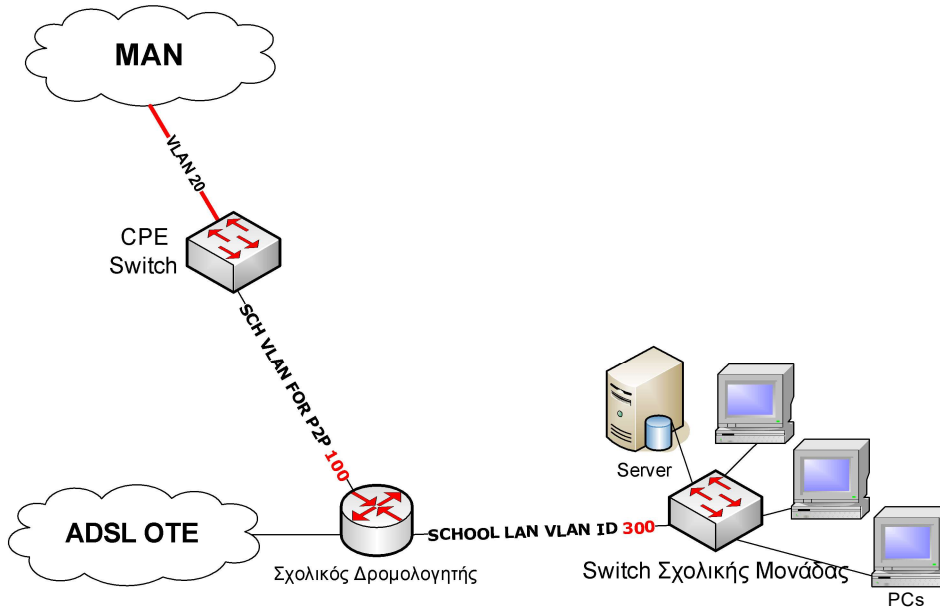 MAN
VLAN 20
CPE
Switch
SCH VLAN FOR P2P 100
Server
ADSL OTE
SCHOOL LAN VLAN ID 300
Σχολικός Δρομολογητής
Switch Σχολικής Μονάδας
PCs